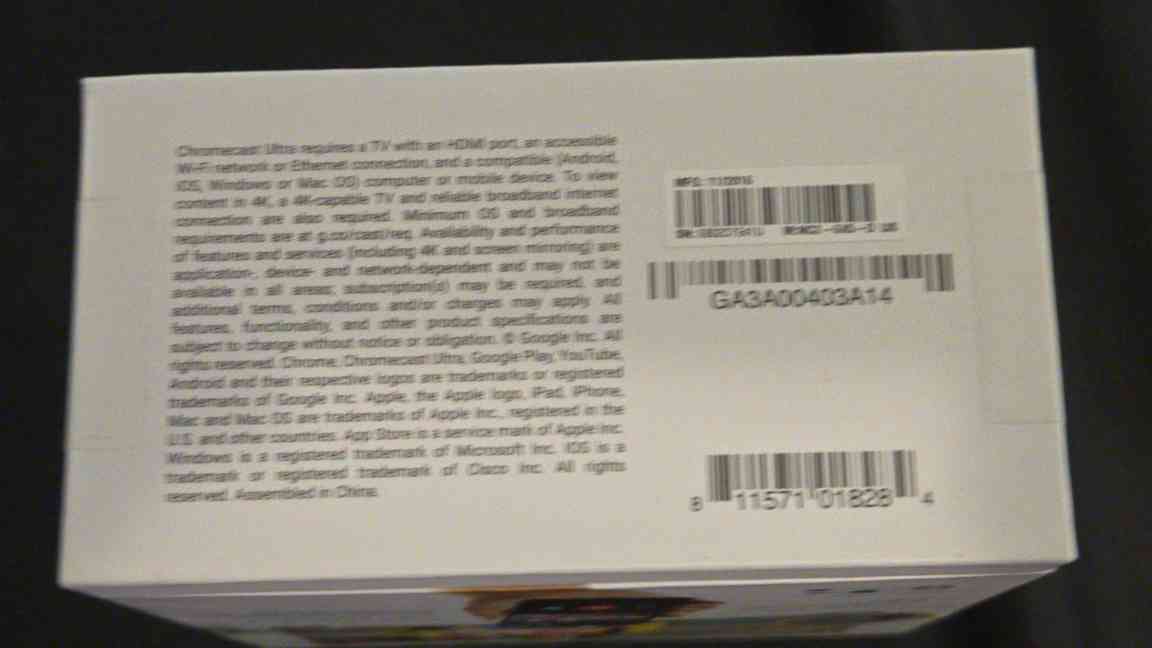 Chromecast Ultra requires a TV with an HDMI port, an accessible
Wi-Fi network or Ethernet connection, and a compatible (Android,
iOS, Windows or Mac OS) computer or mobile device. To view
content in 4K, a 4K-capable TV and reliable broadband internet
connection are also required. Minimum OS and broadband
requirements are at g.co/cast/req. Availability and performance
of features and services (including 4K and screen mirroring) are
application-, device- and network-dependent and may not be
available in all areas; subscription(s) may be required, and
additional terms, conditions and/or charges may apply. All
features, functionality, and other product specifications are
subject to change without notice or obligation. © Google Inc. All
rights reserved. Chrome, Chromecast Ultra, Google Play, YouTube,
Android and their respective logos are trademarks or registered
trademarks of Google Inc. Apple, the Apple logo, iPad, iPhone,
Mac and Mac OS are trademarks of Apple Inc., registered in the
U.S. and other countries. App Store is a service mark of Apple Inc.
Windows is a registered trademark of Microsoft Inc. IOS is a
trademark or registered trademark of Cisco Inc. All rights
reserved. Assembled in China.
MFG: 11/2016
GA3A00403A14
8 11571 01828 4